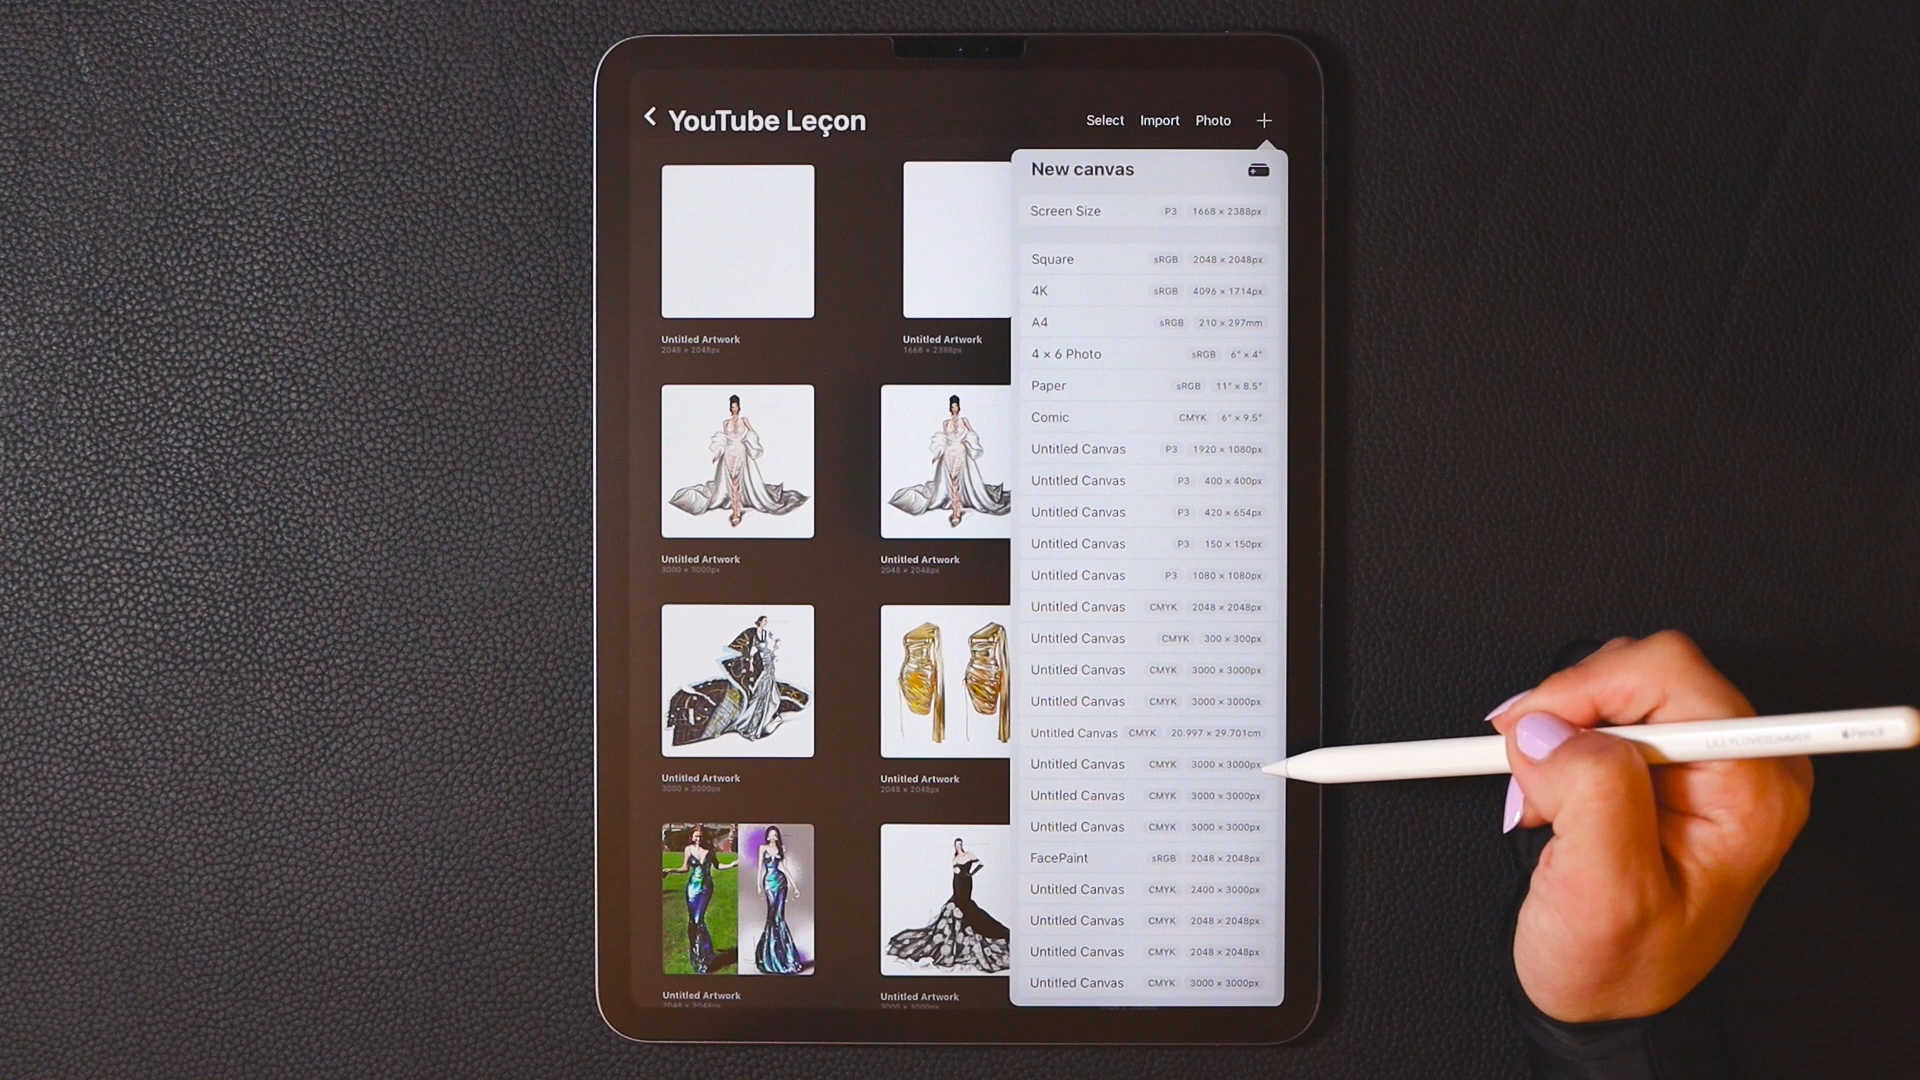 YouTube Leçon
Select Import Photo +
New canvas
Screen Size P3 1668 × 2388px
Square sRGB 2048 × 2048px
4K sRGB 4096 × 1714px
A4 sRGB 210 × 297mm
4 × 6 Photo sRGB 6" × 4"
Paper sRGB 11" × 8.5"
Comic CMYK 6" × 9.5"
Untitled Canvas P3 1920 × 1080px
Untitled Canvas P3 400 × 400px
Untitled Canvas P3 420 × 654px
Untitled Canvas P3 150 × 150px
Untitled Canvas P3 1080 × 1080px
Untitled Canvas CMYK 2048 × 2048px
Untitled Canvas CMYK 300 × 300px
Untitled Canvas CMYK 3000 × 3000px
Untitled Canvas CMYK 3000 × 3000px
Untitled Canvas CMYK 20.997 × 29.701cm
Untitled Canvas CMYK 3000 × 3000px
Untitled Canvas CMYK 3000 × 3000px
Untitled Canvas CMYK 3000 × 3000px
FacePaint sRGB 2048 × 2048px
Untitled Canvas CMYK 2400 × 3000px
Untitled Canvas CMYK 2048 × 2048px
Untitled Canvas CMYK 2048 × 2048px
Untitled Canvas CMYK 3000 × 3000px
Untitled Artwork
2048 × 2048px
Untitled Artwork
1668 × 2388px
Untitled Artwork
3000 × 3000px
Untitled Artwork
2048 × 2048px
Untitled Artwork
3000 × 3000px
Untitled Artwork
2048 × 2048px
Untitled Artwork
2048 × 2048px
Untitled Artwork
3000 × 3000px
Pencil